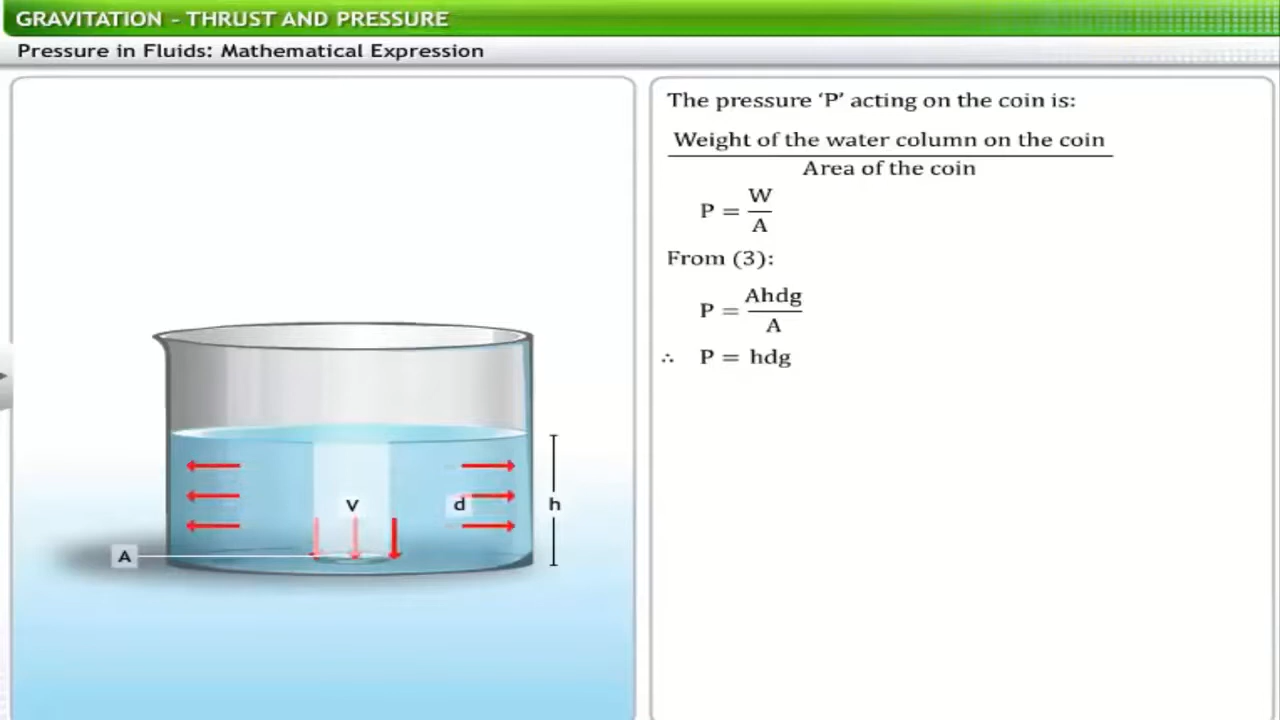 GRAVITATION - THRUST AND PRESSURE
Pressure in Fluids: Mathematical Expression
The pressure ‘P’ acting on the coin is:
Weight of the water column on the coin
Area of the coin
P = W
A
From (3):
P = Ahdg
A
∴ P = hdg
V
d
h
A